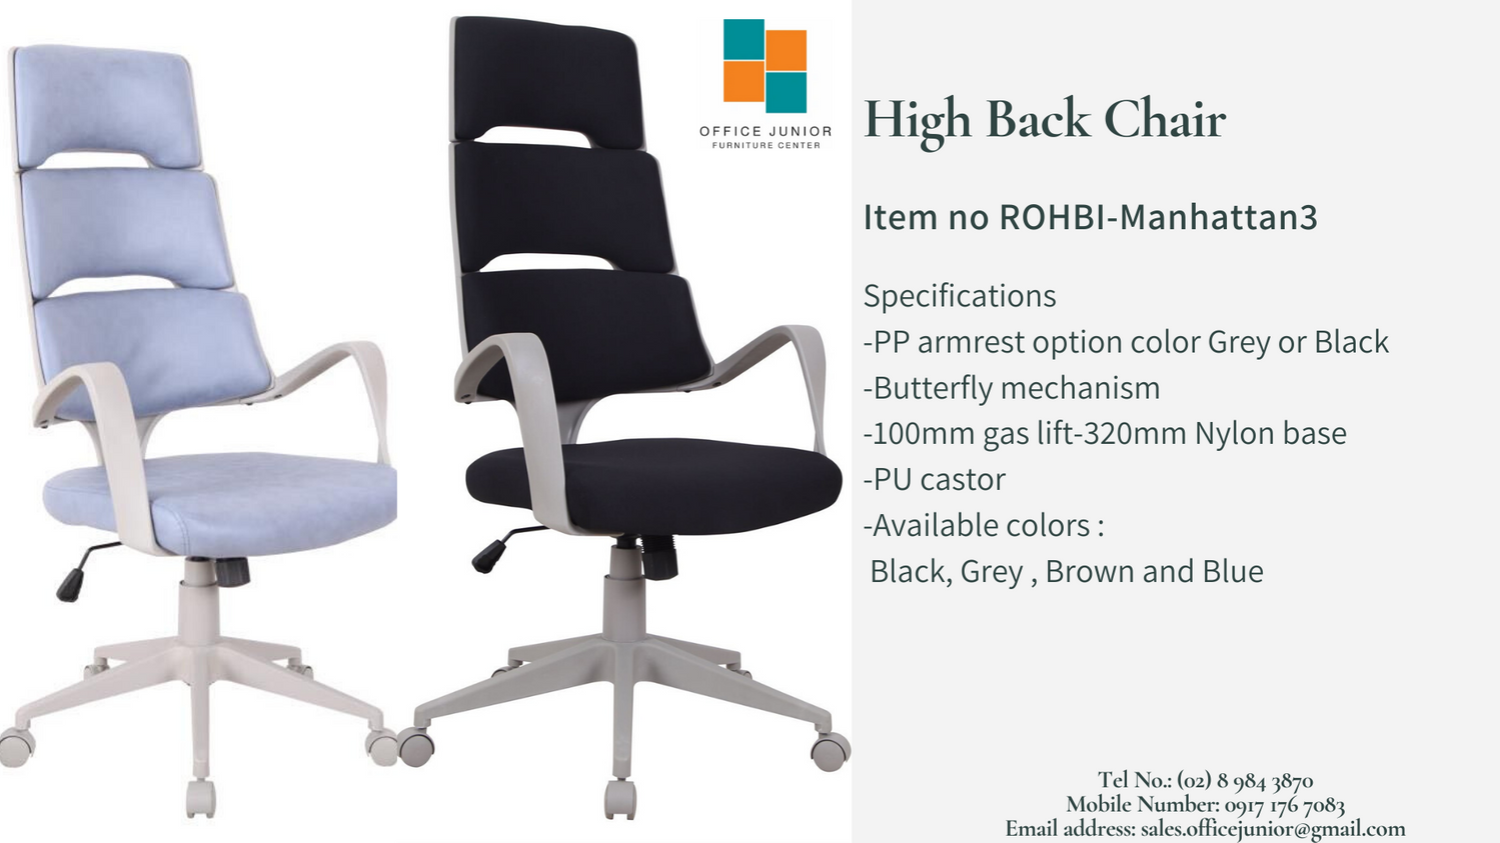 OFFICE JUNIOR
FURNITURE CENTER
High Back Chair
Item no ROHBI-Manhattan3
Specifications
-PP armrest option color Grey or Black
-Butterfly mechanism
-100mm gas lift-320mm Nylon base
-PU castor
-Available colors :
Black, Grey , Brown and Blue
Tel No.: (02) 8 984 3870
Mobile Number: 0917 176 7083
Email address: sales.officejunior@gmail.com